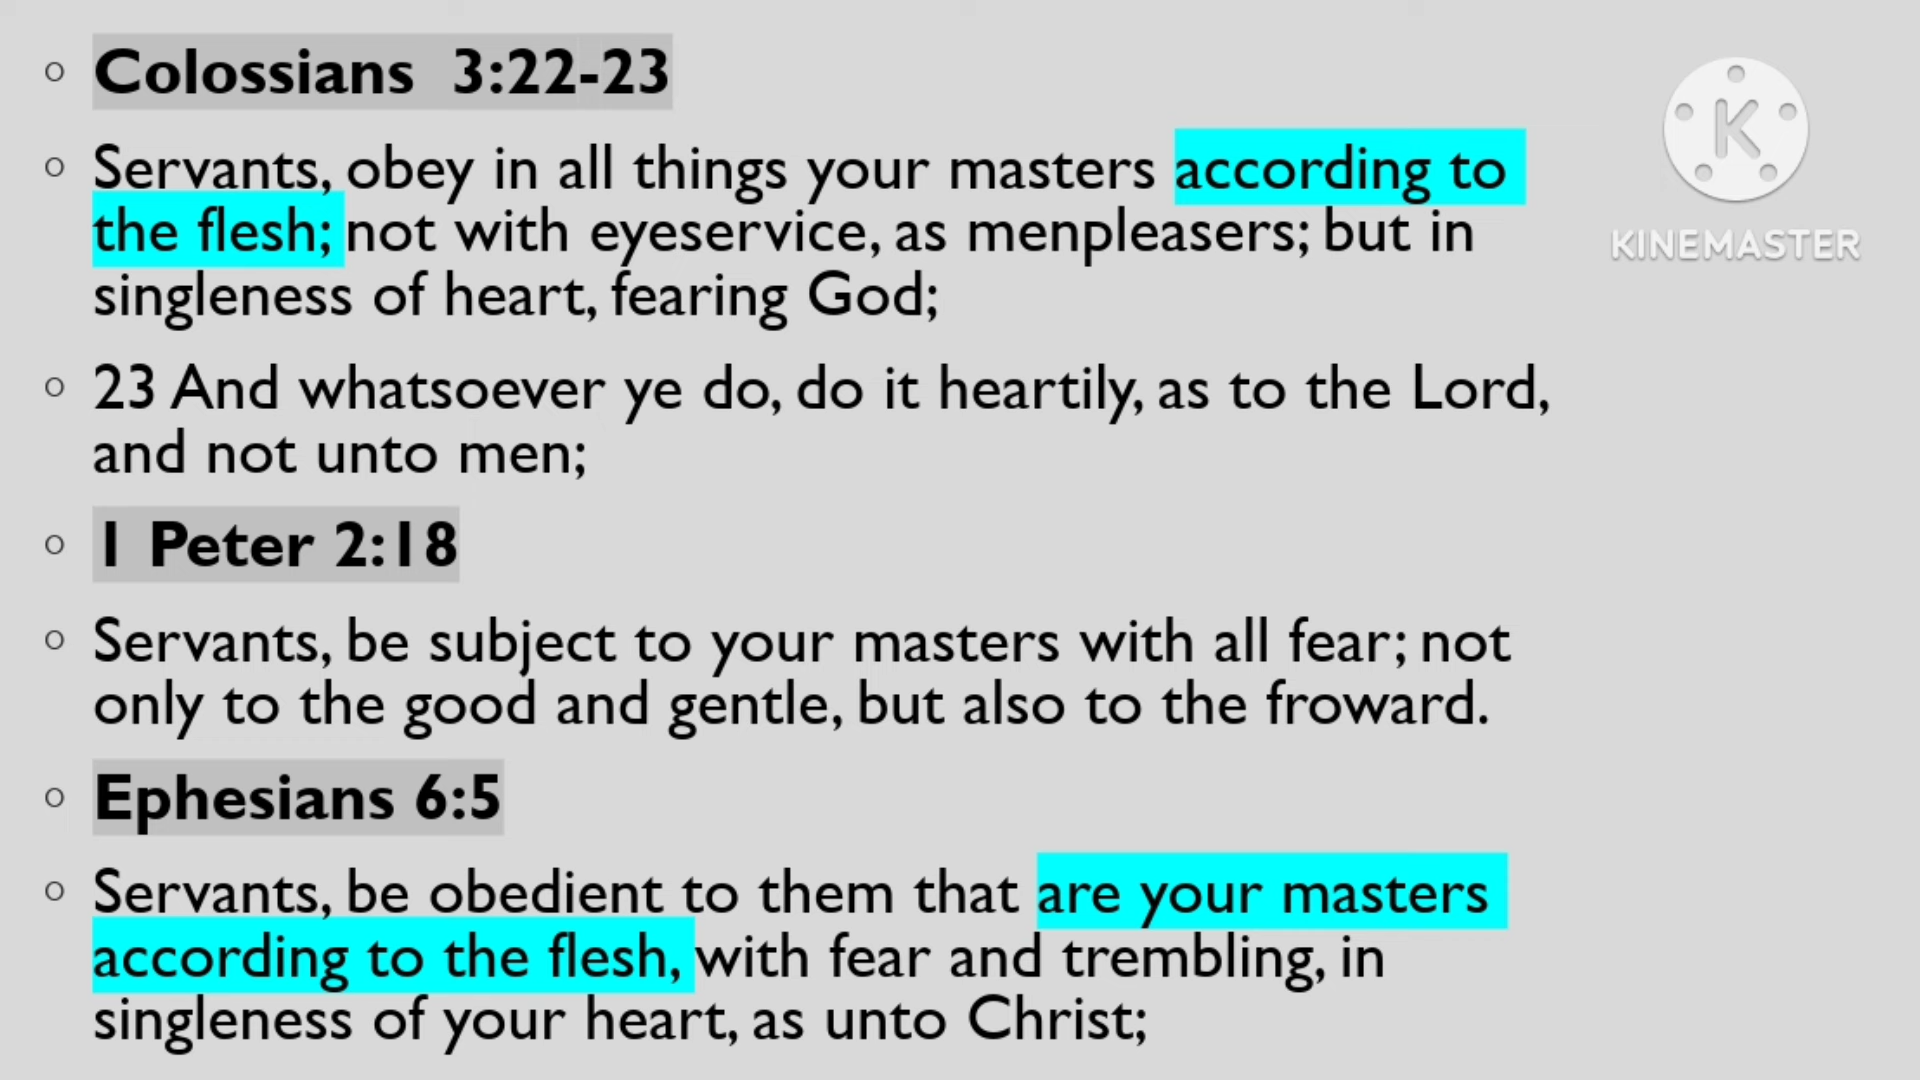 Colossians  3:22-23
Servants, obey in all things your masters according to
the flesh; not with eyeservice, as menpleasers; but in
singleness of heart, fearing God;
23 And whatsoever ye do, do it heartily, as to the Lord,
and not unto men;
1 Peter 2:18
Servants, be subject to your masters with all fear; not
only to the good and gentle, but also to the froward.
Ephesians 6:5
Servants, be obedient to them that are your masters
according to the flesh, with fear and trembling, in
singleness of your heart, as unto Christ;
K
KINEMASTER